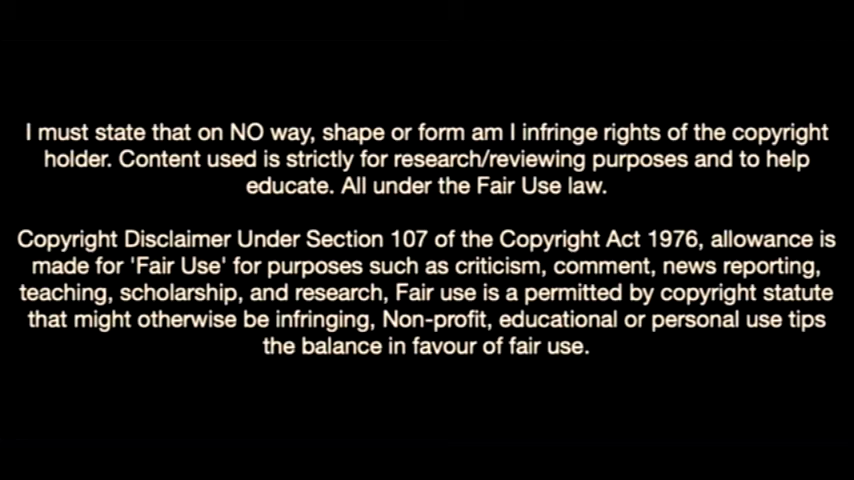 I must state that on NO way, shape or form am I infringe rights of the copyright
holder. Content used is strictly for research/reviewing purposes and to help
educate. All under the Fair Use law.
Copyright Disclaimer Under Section 107 of the Copyright Act 1976, allowance is
made for 'Fair Use' for purposes such as criticism, comment, news reporting,
teaching, scholarship, and research, Fair use is a permitted by copyright statute
that might otherwise be infringing, Non-profit, educational or personal use tips
the balance in favour of fair use.